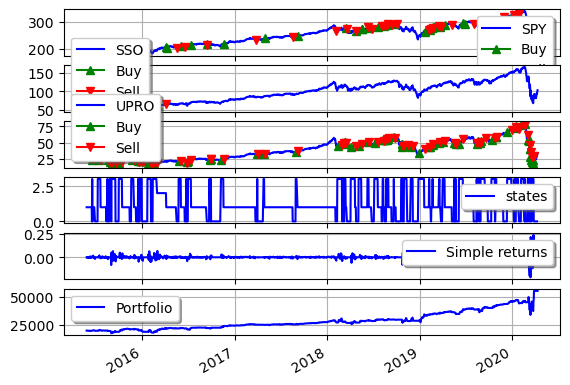 300
200
SPY
Buy
SSO
Buy
Sell
150
100
50
UPRO
Buy
Sell
75
50
25
2.5
0.0
states
0.25
0.00
Simple returns
50000
25000
Portfolio
2016
2017
2018
2019
2020